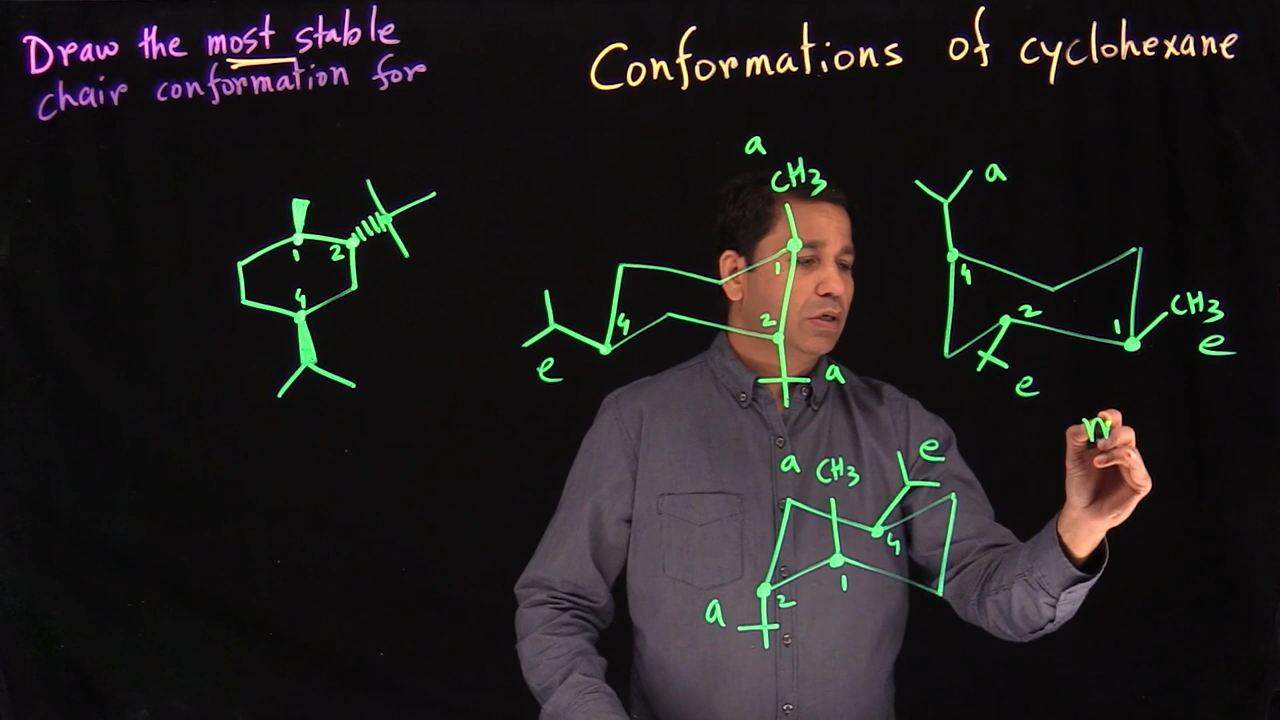 Draw the most stable
chair conformation for
Conformations of cyclohexane
1
2
4
a
CH3
1
4
2
e
a
a
4
2
1
CH3
e
e
m
a
CH3
e
4
1
2
a